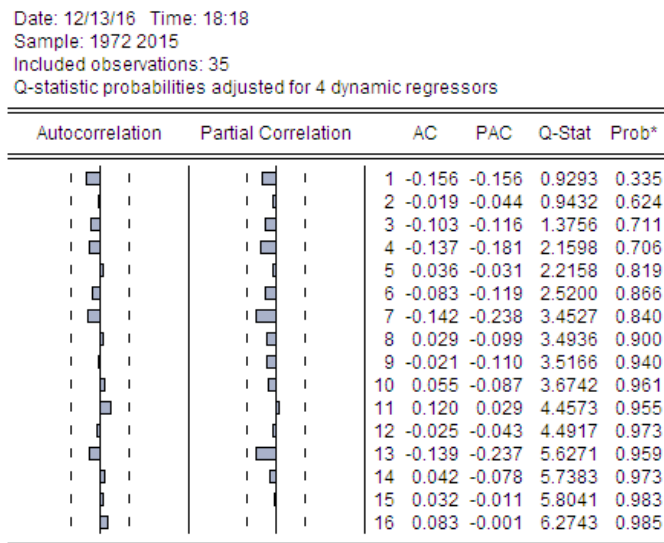 Date: 12/13/16 Time: 18:18
Sample: 1972 2015
Included observations: 35
Q-statistic probabilities adjusted for 4 dynamic regressors
Autocorrelation Partial Correlation AC PAC Q-Stat Prob*
1 -0.156 -0.156 0.9293 0.335
2 -0.019 -0.044 0.9432 0.624
3 -0.103 -0.116 1.3756 0.711
4 -0.137 -0.181 2.1598 0.706
5 0.036 -0.031 2.2158 0.819
6 -0.083 -0.119 2.5200 0.866
7 -0.142 -0.238 3.4527 0.840
8 0.029 -0.099 3.4936 0.900
9 -0.021 -0.110 3.5166 0.940
10 0.055 -0.087 3.6742 0.961
11 0.120 0.029 4.4573 0.955
12 -0.025 -0.043 4.4917 0.973
13 -0.139 -0.237 5.6271 0.959
14 0.042 -0.078 5.7383 0.973
15 0.032 -0.011 5.8041 0.983
16 0.083 -0.001 6.2743 0.985